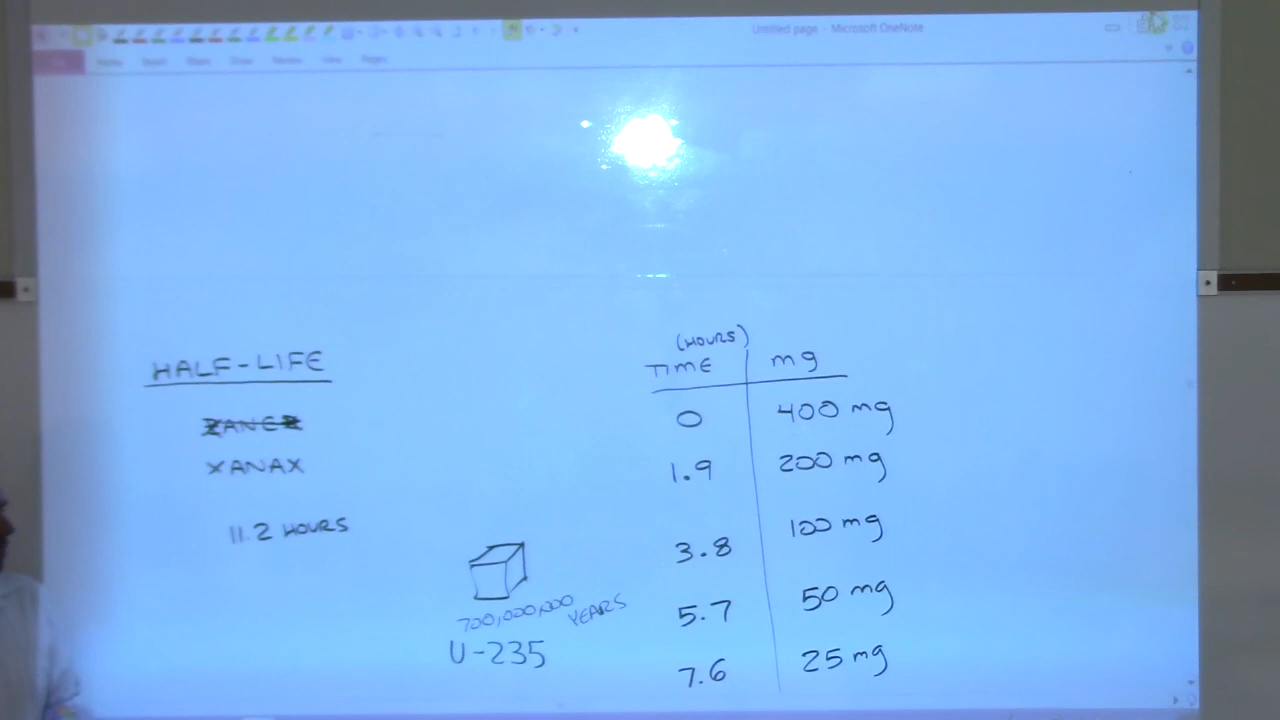 Untitled page - Microsoft OneNote
HALF-LIFE
XANAX
11.2 HOURS
700,000,000 YEARS
U-235
(HOURS)
TIME mg
0 400 mg
1.9 200 mg
3.8 100 mg
5.7 50 mg
7.6 25 mg